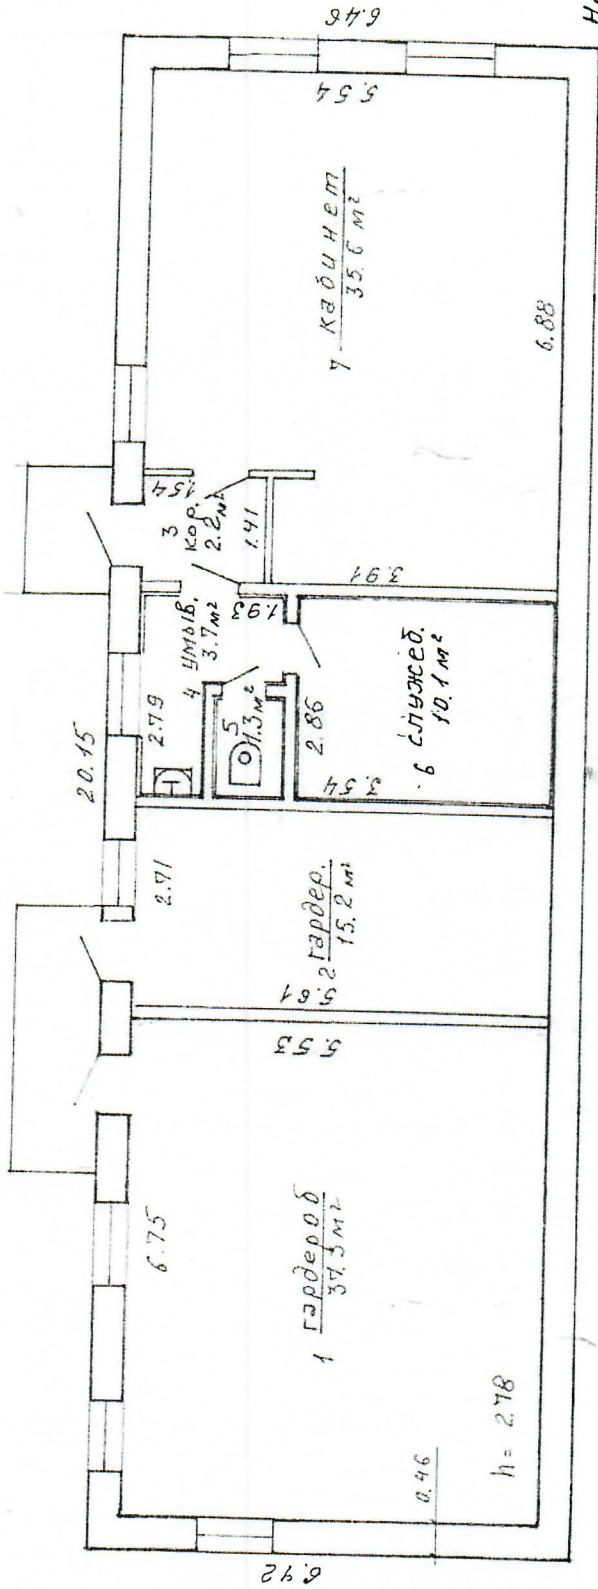 6.46
5.54
7 кабинет
35.6 м²
6.88
1.54
3
кор.
2.2 м²
1.41
3.91
1.93
4 умыв.
3.7 м²
2.79
5
1.3 м²
2.86
3.54
6 служеб.
10.1 м²
20.15
2.71
2 гардер.
15.2 м²
5.61
5.53
6.75
1 гардероб
37.3 м²
0.46
h= 2.78
6.42